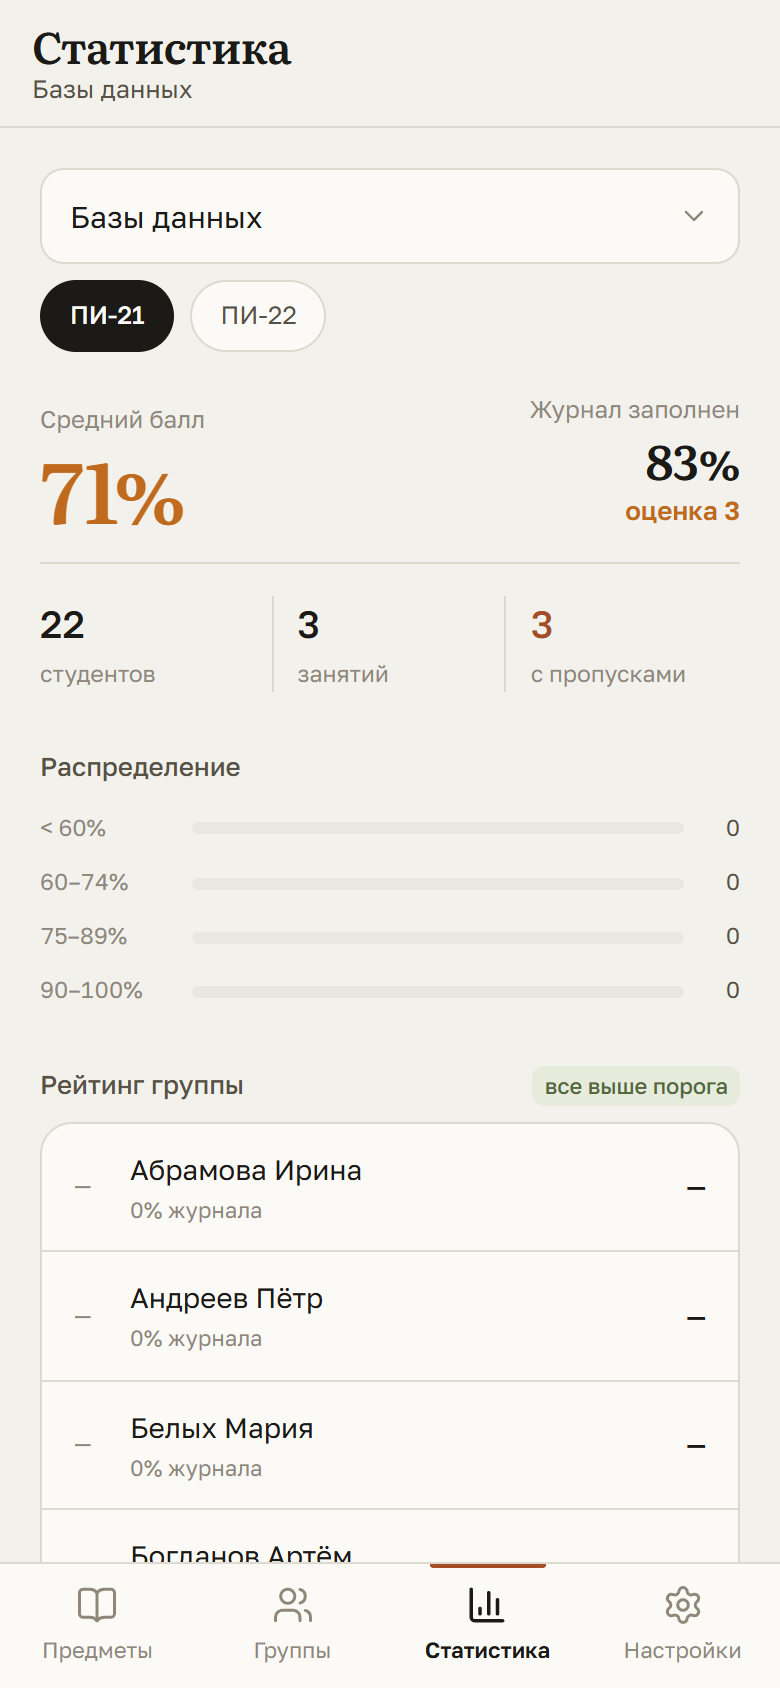 Статистика
Базы данных
Базы данных
ПИ-21
ПИ-22
Средний балл
71%
Журнал заполнен
83%
оценка 3
22
студентов
3
занятий
3
с пропусками
Распределение
< 60%
0
60–74%
0
75–89%
0
90–100%
0
Рейтинг группы
все выше порога
–
Абрамова Ирина
0% журнала
–
–
Андреев Пётр
0% журнала
–
–
Белых Мария
0% журнала
–
Богданов Артём
Предметы
Группы
Статистика
Настройки